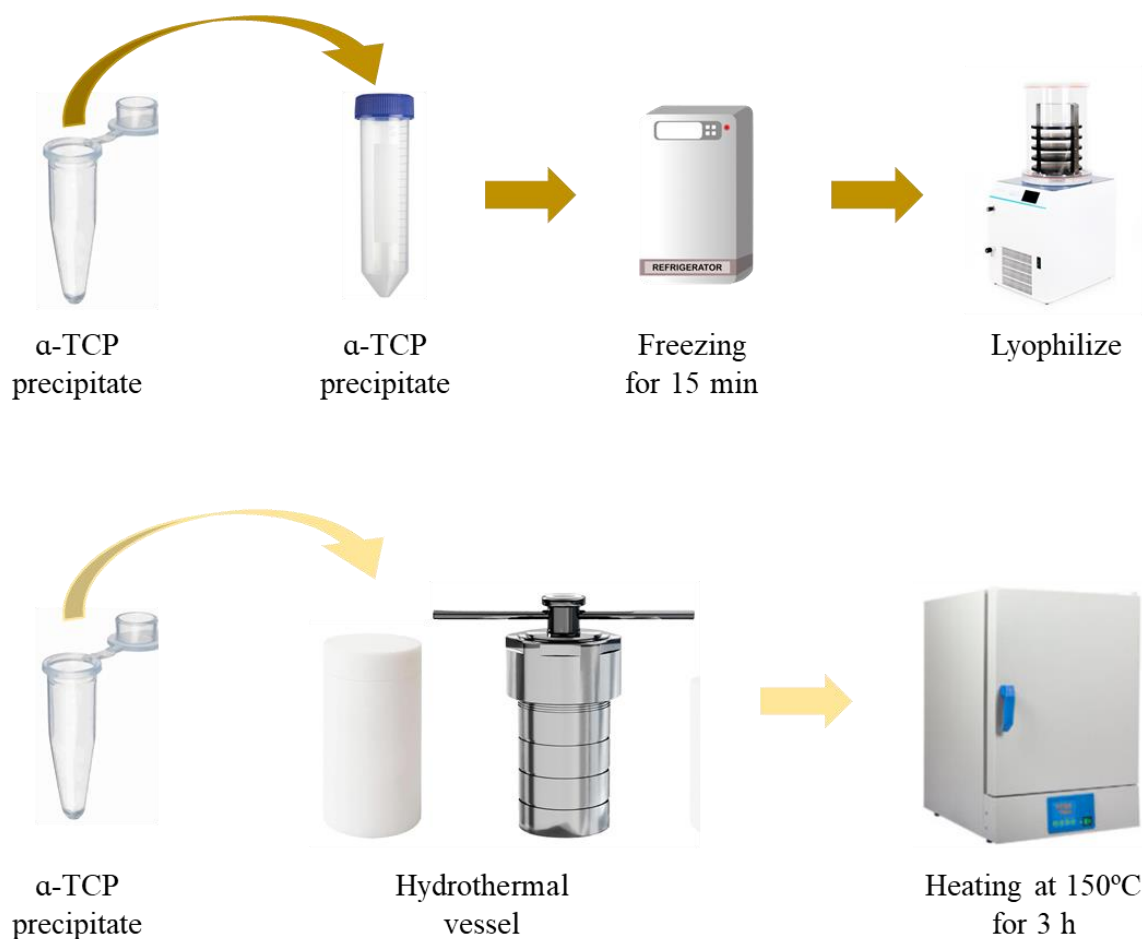 REFRIGERATOR
α-TCP
precipitate
α-TCP
precipitate
Freezing
for 15 min
Lyophilize
α-TCP
precipitate
Hydrothermal
vessel
Heating at 150ºC
for 3 h